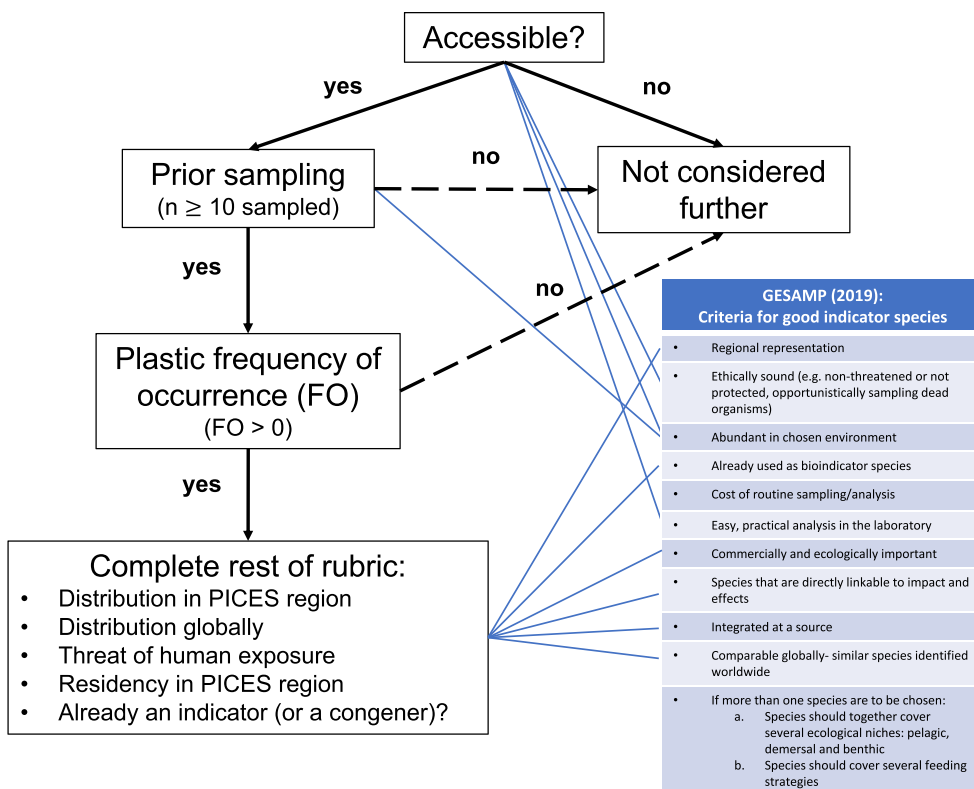 Accessible?
yes
no
Prior sampling
(n ≥ 10 sampled)
no
Not considered
further
yes
no
Plastic frequency of
occurrence (FO)
(FO > 0)
yes
Complete rest of rubric:
• Distribution in PICES region
• Distribution globally
• Threat of human exposure
• Residency in PICES region
• Already an indicator (or a congener)?
GESAMP (2019):
Criteria for good indicator species
• Regional representation
• Ethically sound (e.g. non-threatened or not
protected, opportunistically sampling dead
organisms)
• Abundant in chosen environment
• Already used as bioindicator species
• Cost of routine sampling/analysis
• Easy, practical analysis in the laboratory
• Commercially and ecologically important
• Species that are directly linkable to impact and
effects
• Integrated at a source
• Comparable globally- similar species identified
worldwide
• If more than one species are to be chosen:
a. Species should together cover
several ecological niches: pelagic,
demersal and benthic
b. Species should cover several feeding
strategies